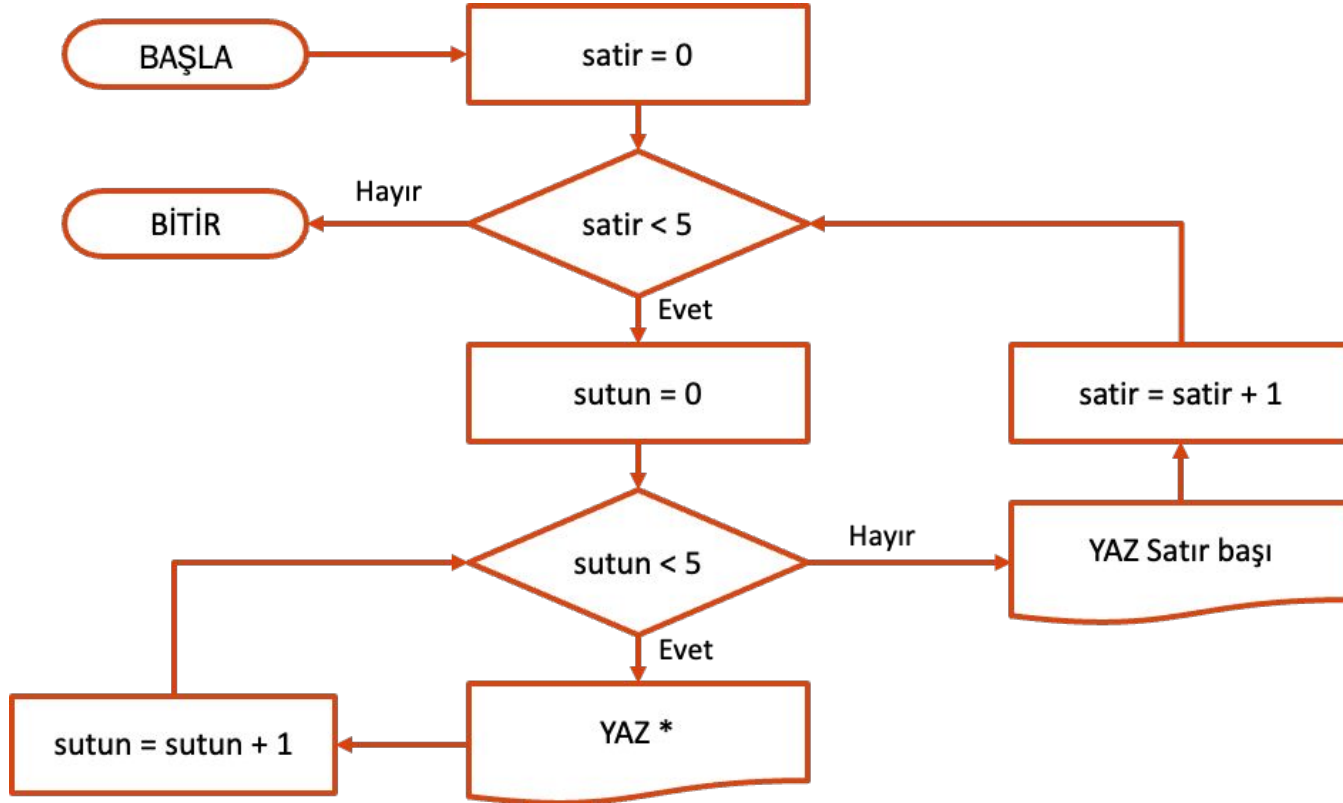 BAŞLA
satir = 0
Hayır
BİTİR
satir < 5
Evet
sutun = 0
satir = satir + 1
sutun < 5
Hayır
YAZ Satır başı
Evet
YAZ *
sutun = sutun + 1